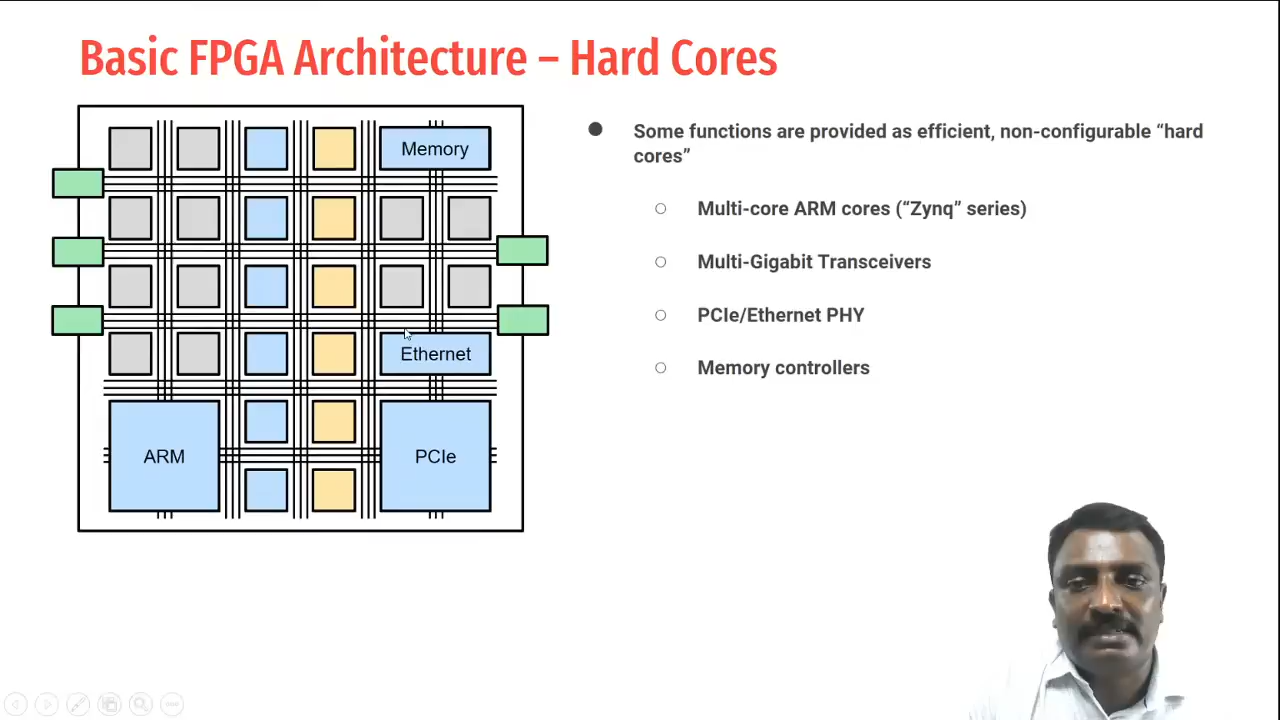 Basic FPGA Architecture – Hard Cores
Memory
Ethernet
ARM
PCIe
Some functions are provided as efficient, non-configurable “hard
cores”
Multi-core ARM cores (“Zynq” series)
Multi-Gigabit Transceivers
PCIe/Ethernet PHY
Memory controllers